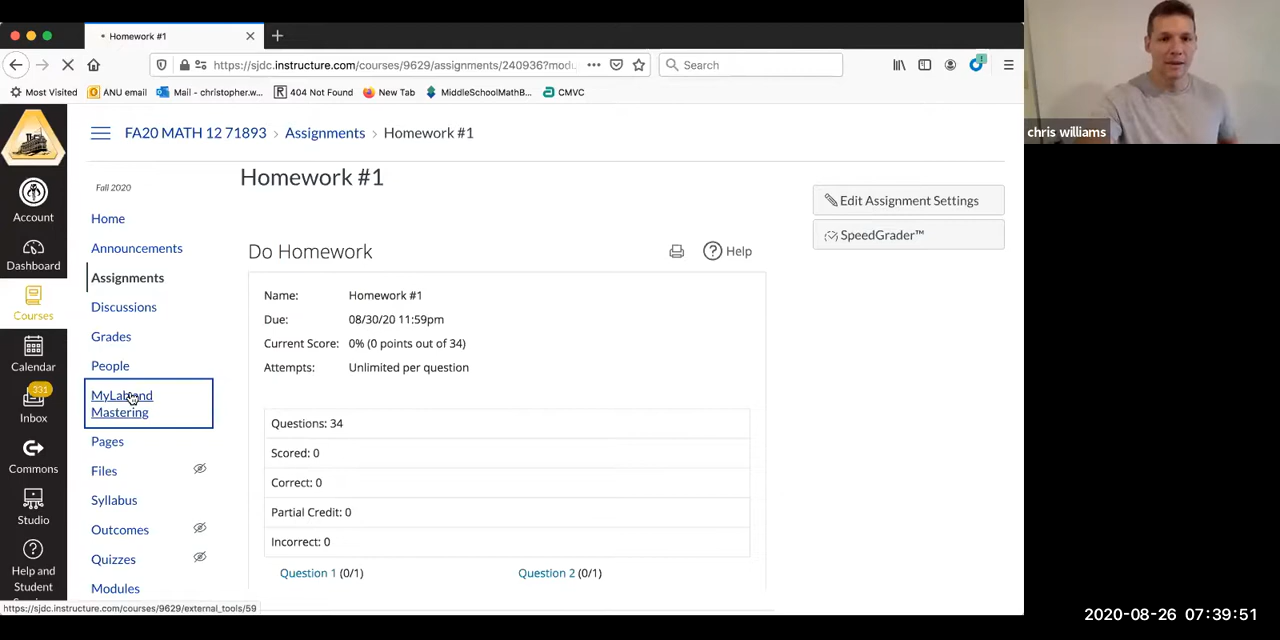 Homework #1
https://sjdc.instructure.com/courses/9629/assignments/240936?modu
Search
Most Visited
ANU email
Mail - christopher.w...
404 Not Found
New Tab
MiddleSchoolMathB...
CMVC
chris williams
FA20 MATH 12 71893 › Assignments › Homework #1
Fall 2020
Home
Announcements
Assignments
Discussions
Grades
People
MyLab and
Mastering
Pages
Files
Syllabus
Outcomes
Quizzes
Modules
Account
Dashboard
Courses
Calendar
331
Inbox
Commons
Studio
Help and
Student
Homework #1
Edit Assignment Settings
SpeedGrader™
Do Homework
Help
Name: Homework #1
Due: 08/30/20 11:59pm
Current Score: 0% (0 points out of 34)
Attempts: Unlimited per question
Questions: 34
Scored: 0
Correct: 0
Partial Credit: 0
Incorrect: 0
Question 1 (0/1)
Question 2 (0/1)
https://sjdc.instructure.com/courses/9629/external_tools/59
2020-08-26 07:39:51